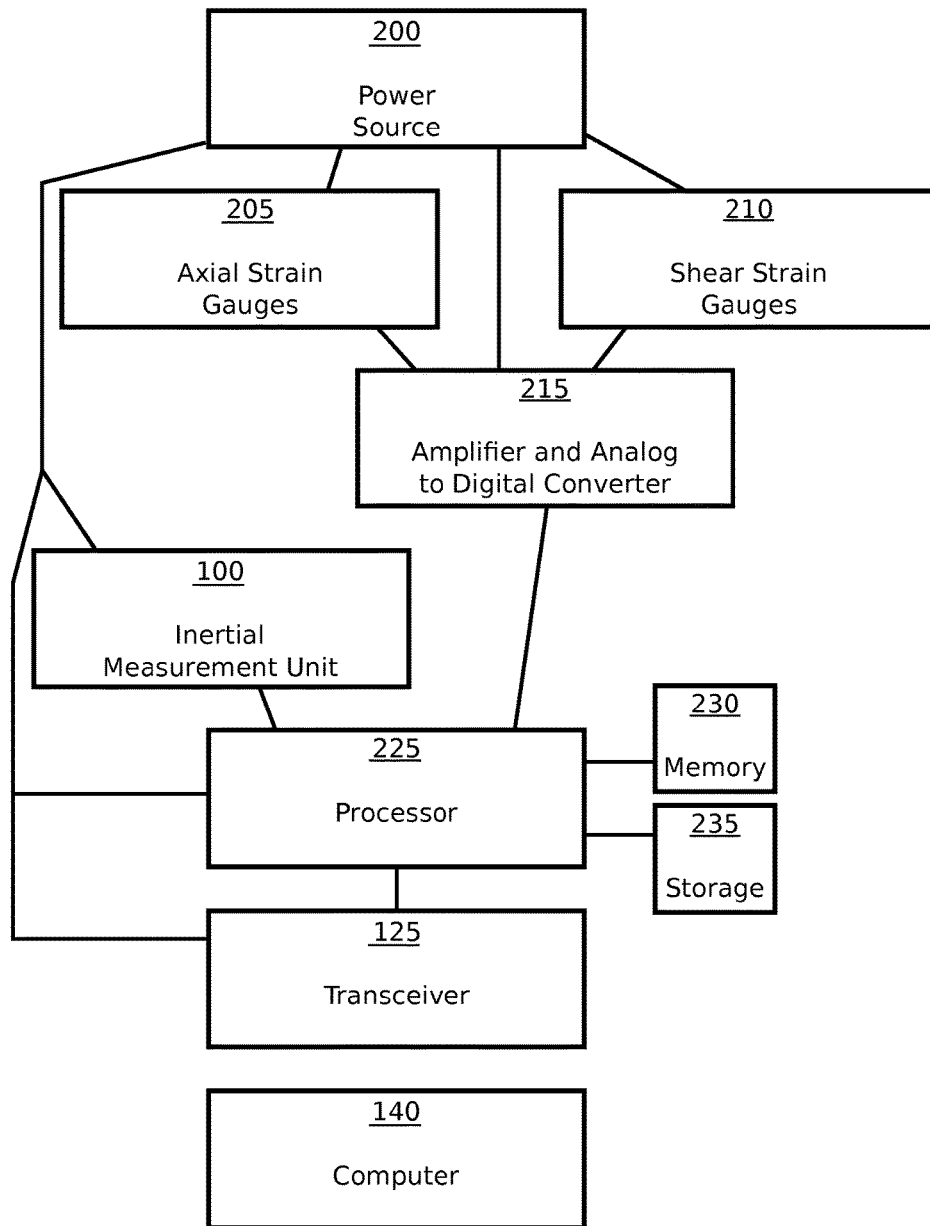 200
Power
Source
205
Axial Strain
Gauges
210
Shear Strain
Gauges
215
Amplifier and Analog
to Digital Converter
100
Inertial
Measurement Unit
230
Memory
225
Processor
235
Storage
125
Transceiver
140
Computer